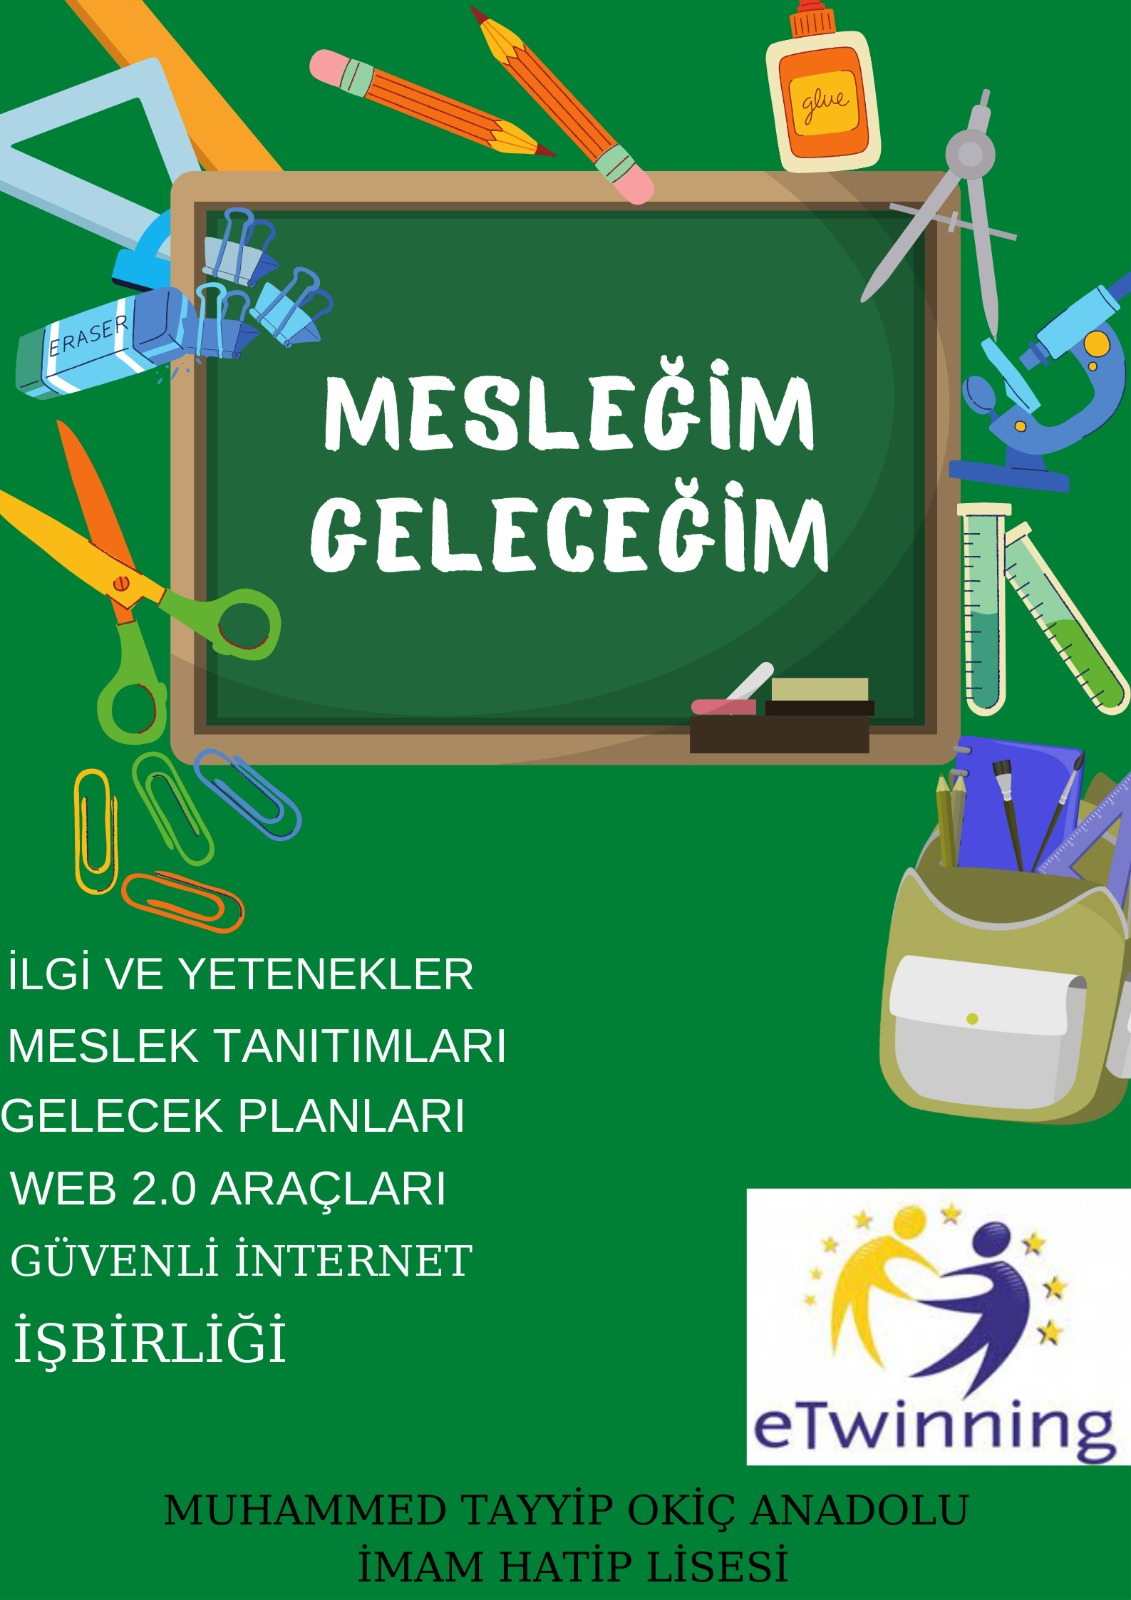 glue
ERASER
MESLEĞİM
GELECEĞİM
İLGİ VE YETENEKLER
MESLEK TANITIMLARI
GELECEK PLANLARI
WEB 2.0 ARAÇLARI
GÜVENLİ İNTERNET
İŞBİRLİĞİ
eTwinning
MUHAMMED TAYYİP OKİÇ ANADOLU
İMAM HATİP LİSESİ